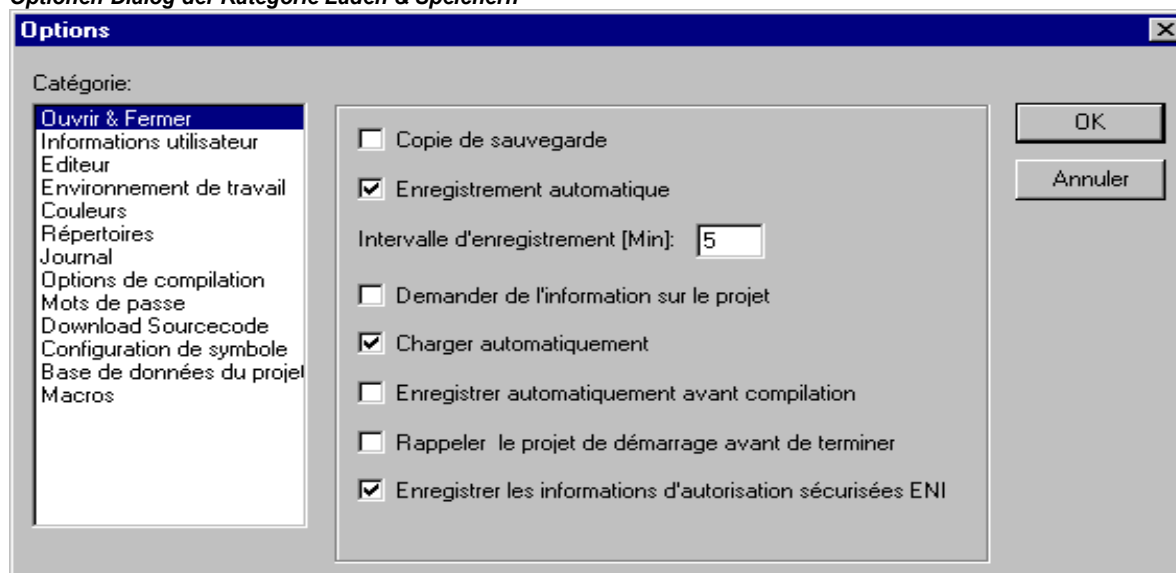 Optionen Dialog der Kategorie Laden & Speichern
Options
Catégorie:
Ouvrir & Fermer
Informations utilisateur
Editeur
Environnement de travail
Couleurs
Répertoires
Journal
Options de compilation
Mots de passe
Download Sourcecode
Configuration de symbole
Base de données du projet
Macros
Copie de sauvegarde
Enregistrement automatique
Intervalle d'enregistrement [Min]: 5
Demander de l'information sur le projet
Charger automatiquement
Enregistrer automatiquement avant compilation
Rappeler le projet de démarrage avant de terminer
Enregistrer les informations d'autorisation sécurisées ENI
OK
Annuler